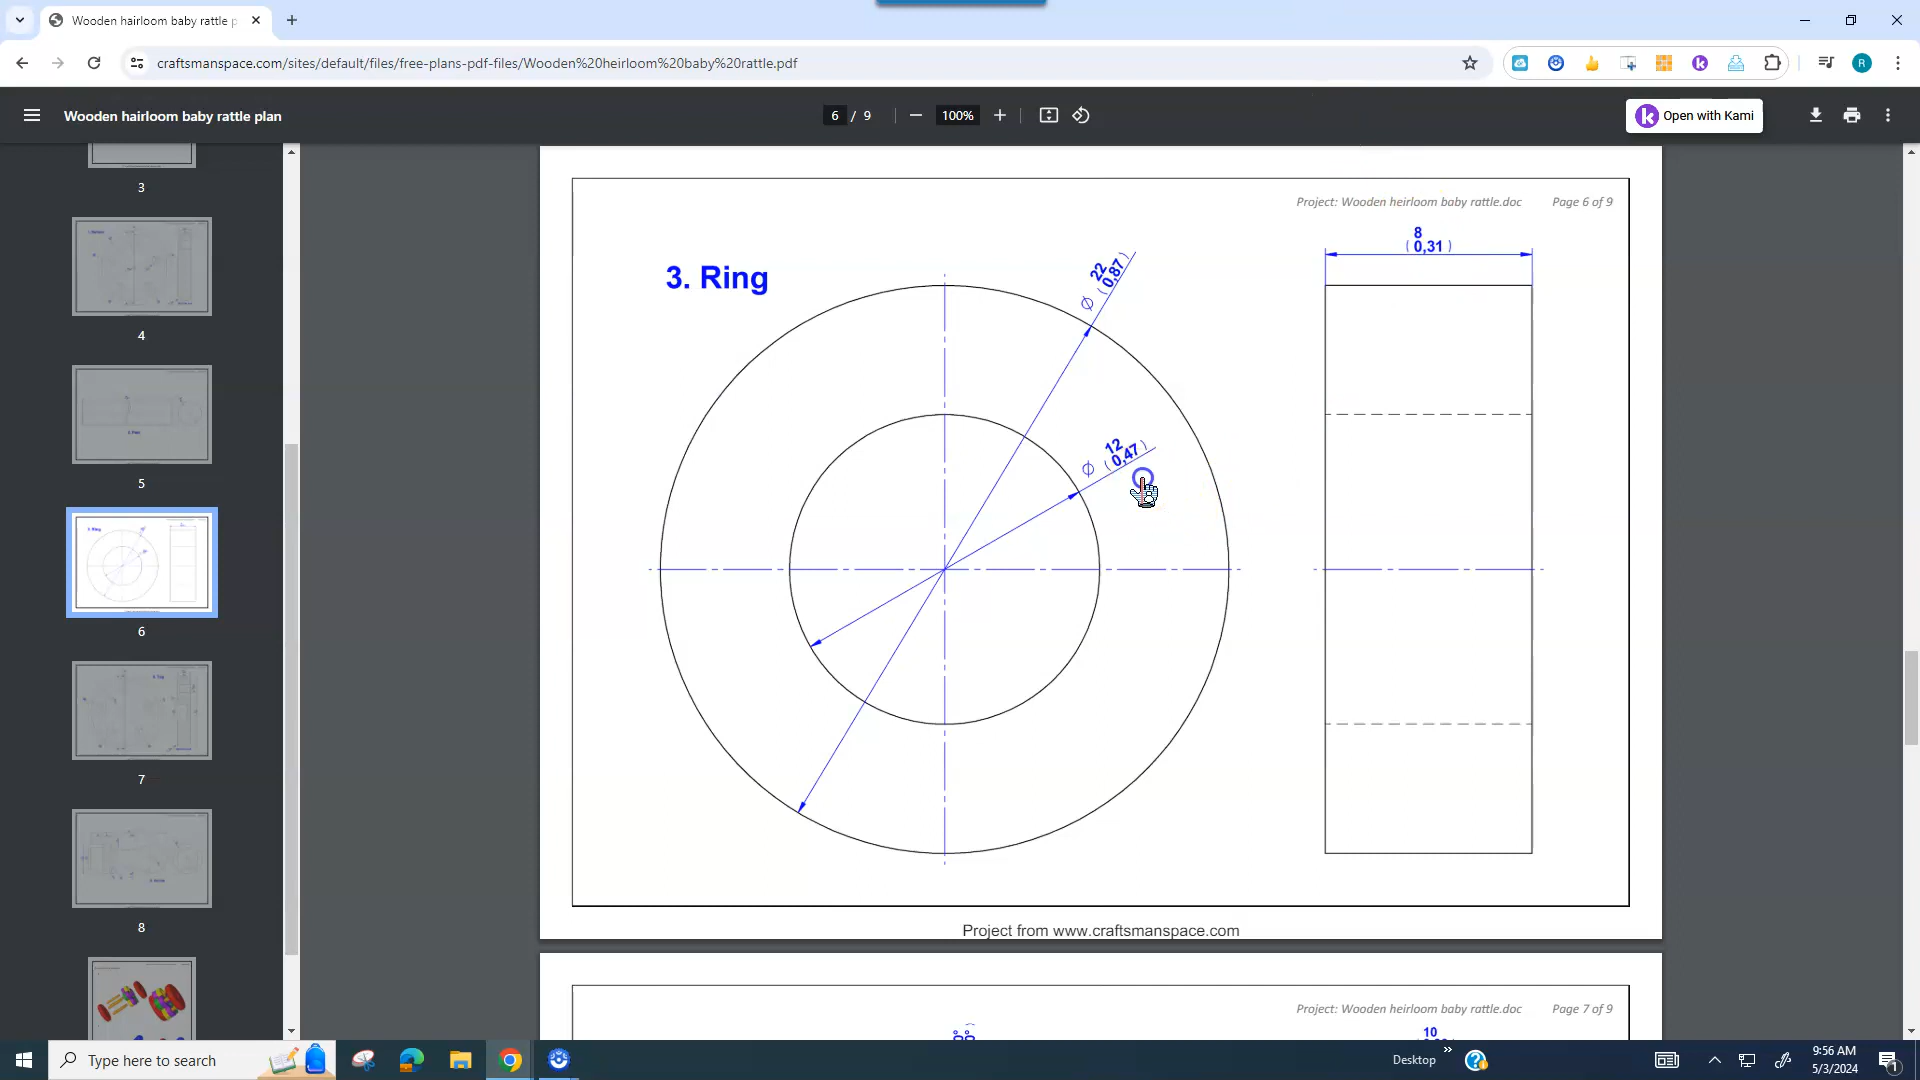 Wooden hairloom baby rattle p
craftsmanspace.com/sites/default/files/free-plans-pdf-files/Wooden%20heirloom%20baby%20rattle.pdf
R
Wooden hairloom baby rattle plan
6 / 9
100%
k Open with Kami
3
4
5
6
7
8
Project: Wooden heirloom baby rattle.doc Page 6 of 9
3. Ring
∅ 22
(0,87)
∅ 12
(0,47)
8
(0,31)
Project from www.craftsmanspace.com
Project: Wooden heirloom baby rattle.doc Page 7 of 9
10
Type here to search
Desktop
9:56 AM
5/3/2024
1